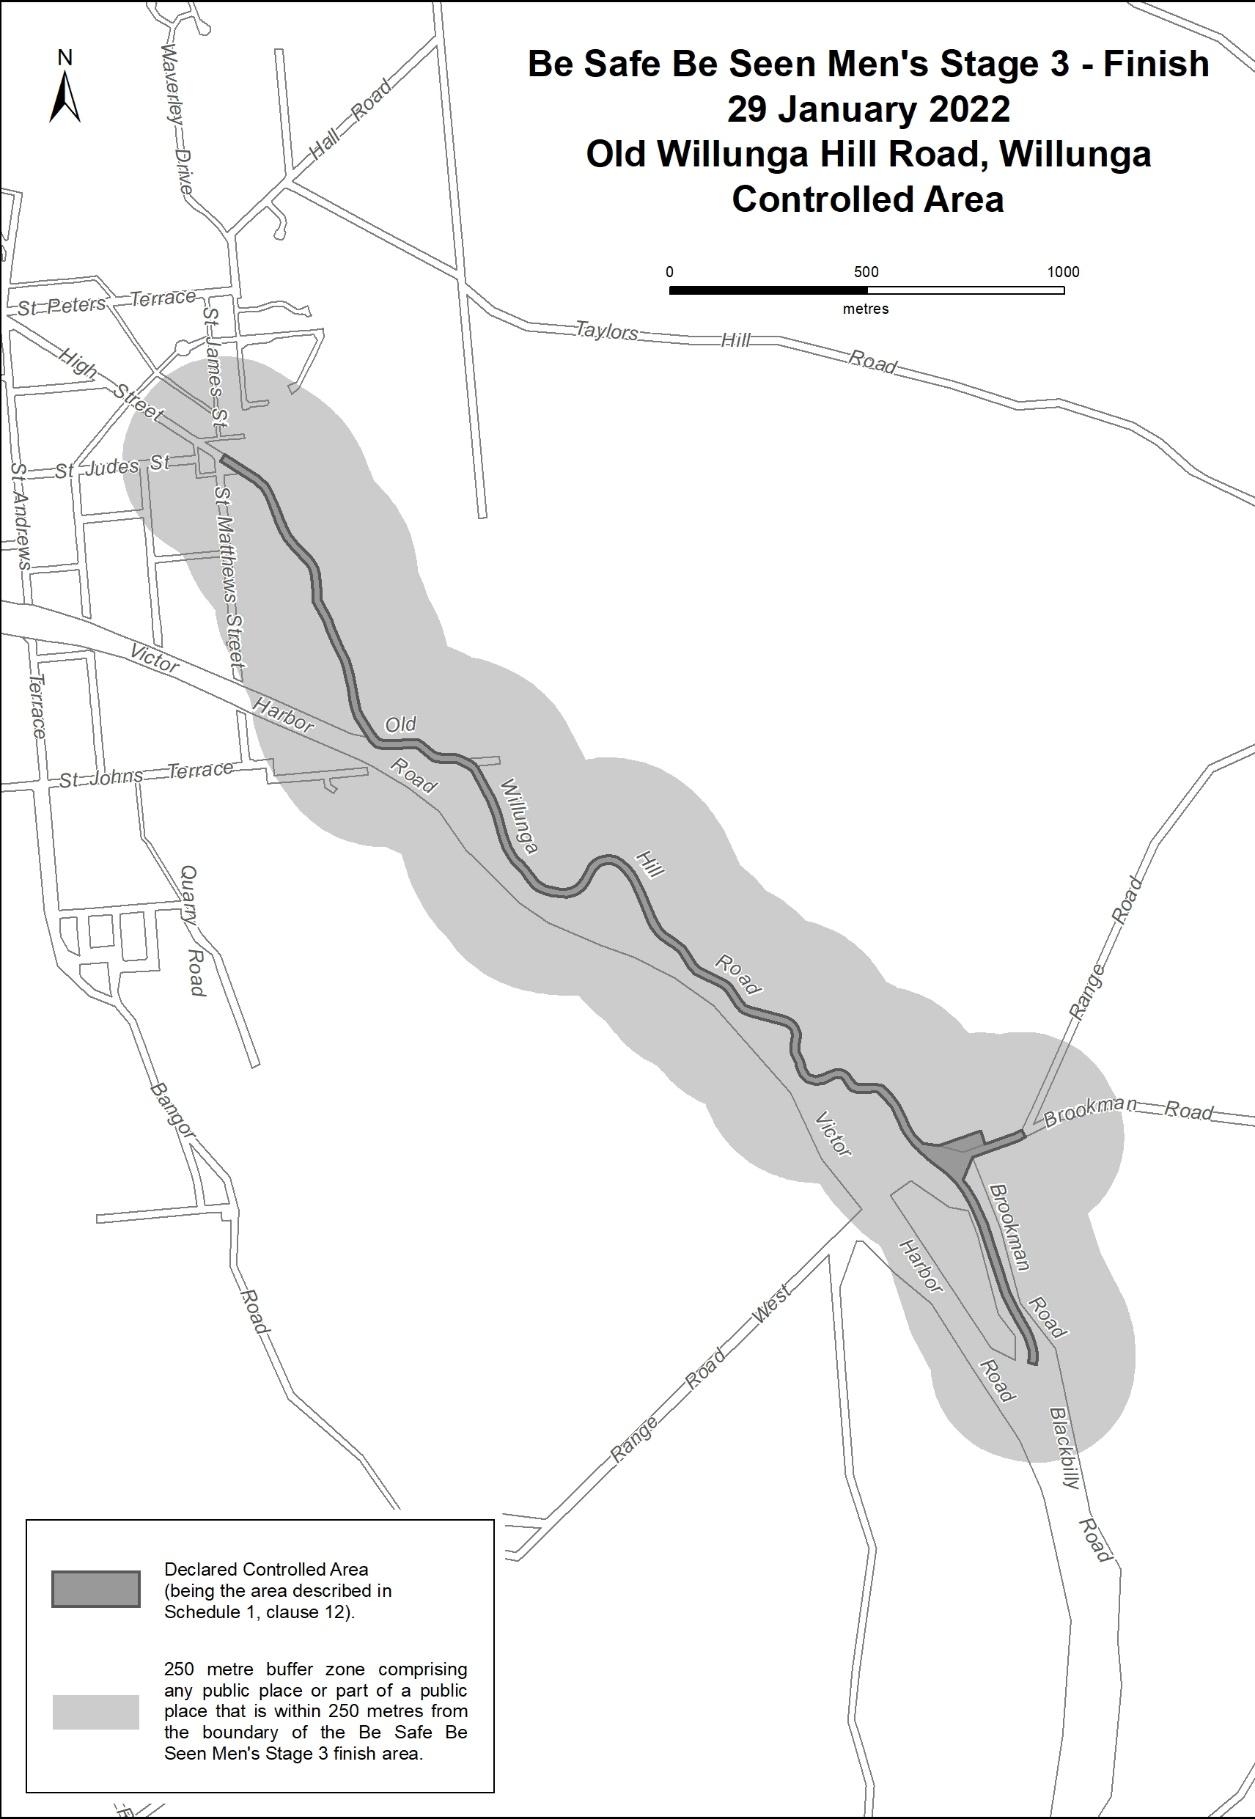 Be Safe Be Seen Men's Stage 3 - Finish
29 January 2022
Old Willunga Hill Road, Willunga
Controlled Area
N
0 500 1000
metres
Waverley Drive
Hall Road
St Peters Terrace
St James St
High Street
Taylors Hill Road
St Judes St
St Andrews Terrace
St Matthews Street
Victor Harbor Road
Old Willunga Hill Road
St Johns Terrace
Quarry Road
Bangor Road
Range Road
Brookman Road
Victor Harbor Road
Brookman Road
Range Road West
Blackbilly Road
Declared Controlled Area
(being the area described in
Schedule 1, clause 12).
250 metre buffer zone comprising
any public place or part of a public
place that is within 250 metres from
the boundary of the Be Safe Be
Seen Men's Stage 3 finish area.